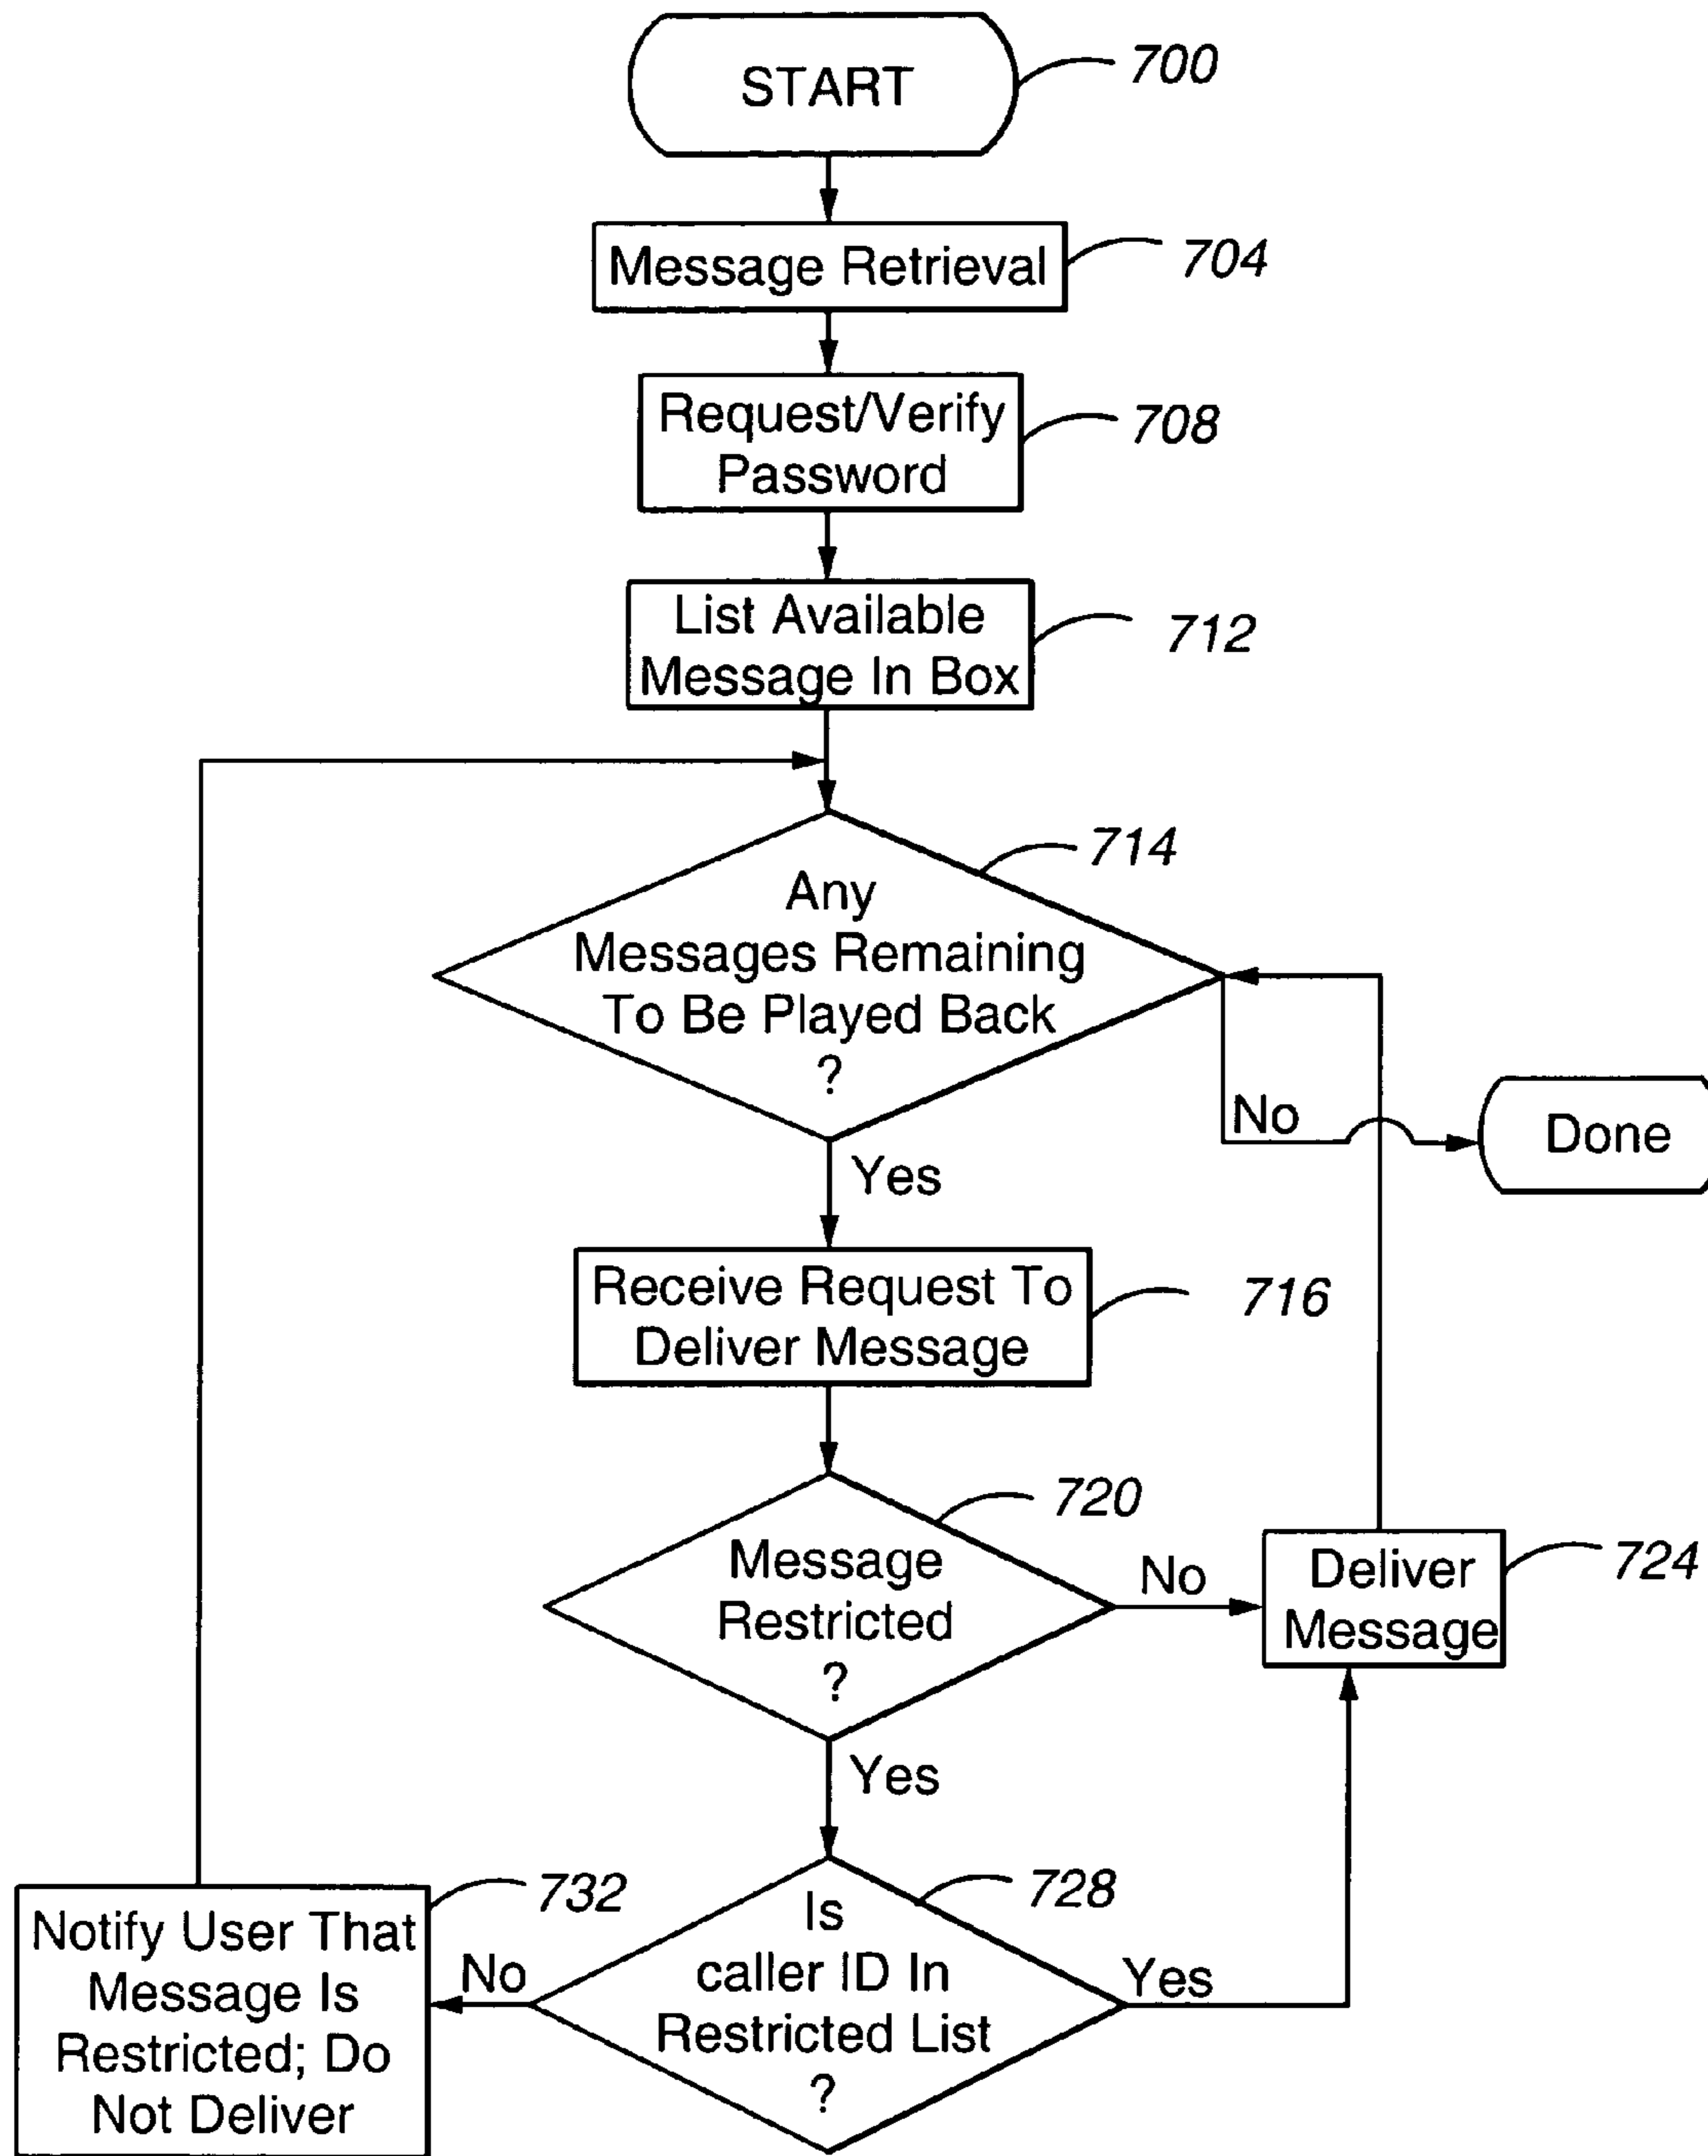 START
700
Message Retrieval
704
Request/Verify
Password
708
List Available
Message In Box
712
714
Any
Messages Remaining
To Be Played Back
?
No
Done
Yes
Receive Request To
Deliver Message
716
720
Message
Restricted
?
No
Deliver
Message
724
Yes
728
Is
caller ID In
Restricted List
?
Yes
No
732
Notify User That
Message Is
Restricted; Do
Not Deliver